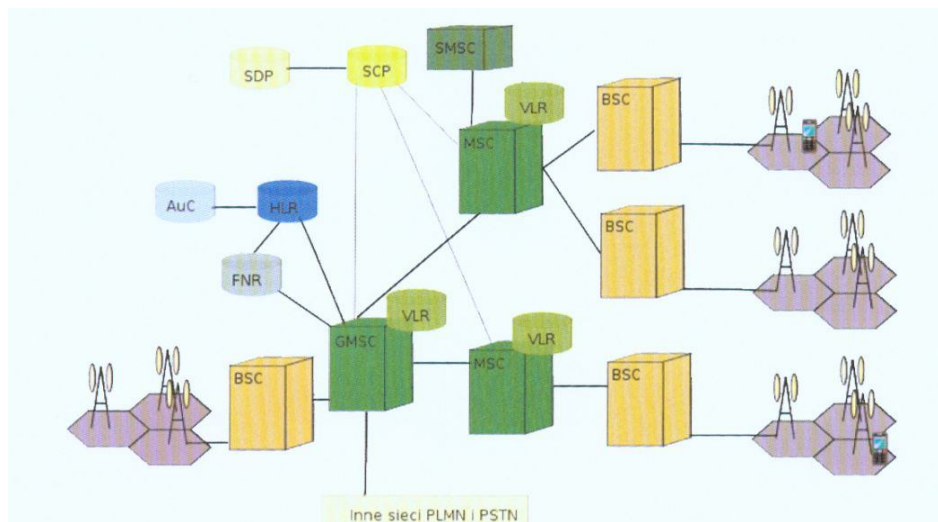 SMSC
SDP
SCP
VLR
BSC
MSC
AuC
HLR
BSC
FNR
VLR
VLR
GMSC
MSC
BSC
BSC
Inne sieci PLMN i PSTN